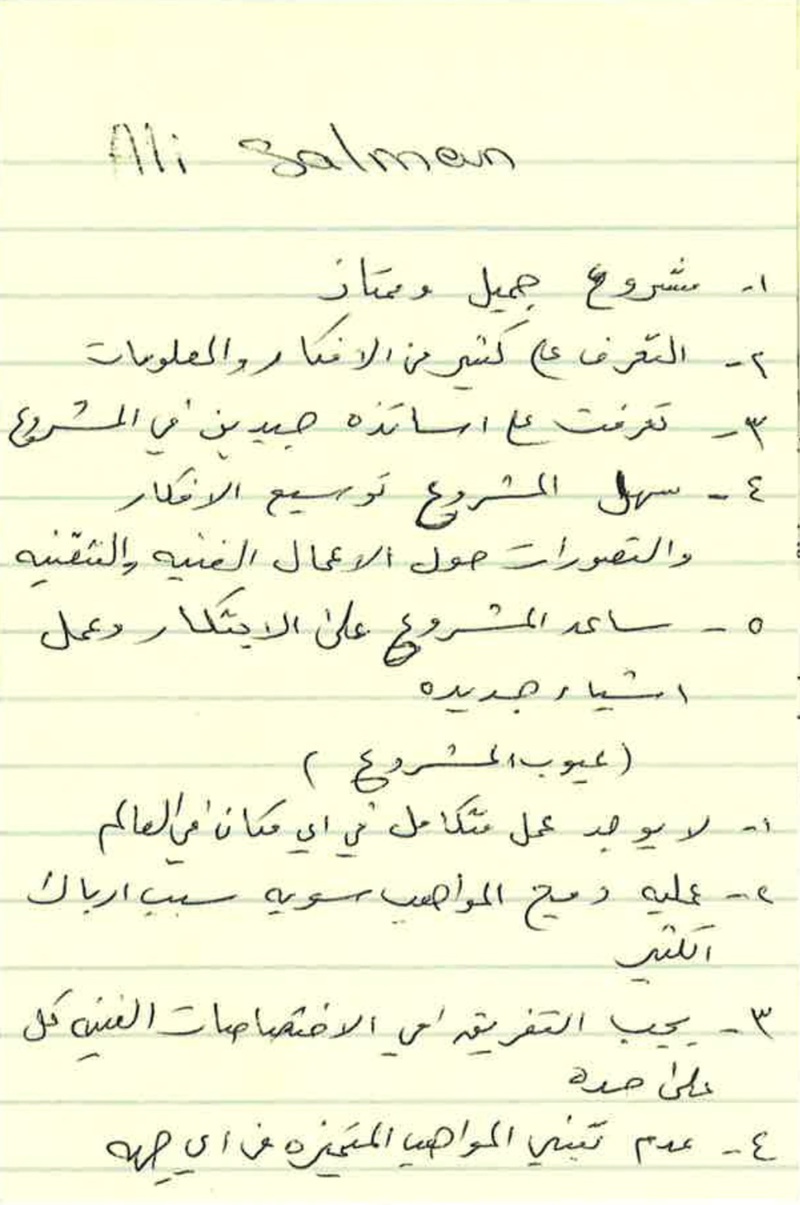 Ali Salman
١- مشروع جميل وممتاز
٢- التعرف على كثير من الافكار والمعلومات
٣- تعرفت على اساتذه جيدين في المشروع
٤- سهل المشروع توسيع الافكار
والتصورات حول الاعمال الفنيه والتقنيه
٥- ساعد المشروع على الابتكار وعمل
اشياء جديده
(عيوب المشروع)
١- لا يوجد عمل متكامل في اي مكان في العالم
٢- عمليه دمج المواهب سويه سبب ارباك
الكثير
٣- يجب التفريق في الاختصاصات الفنيه كل
على حده
٤- عدم تبني المواهب المتميزه من اي جهه